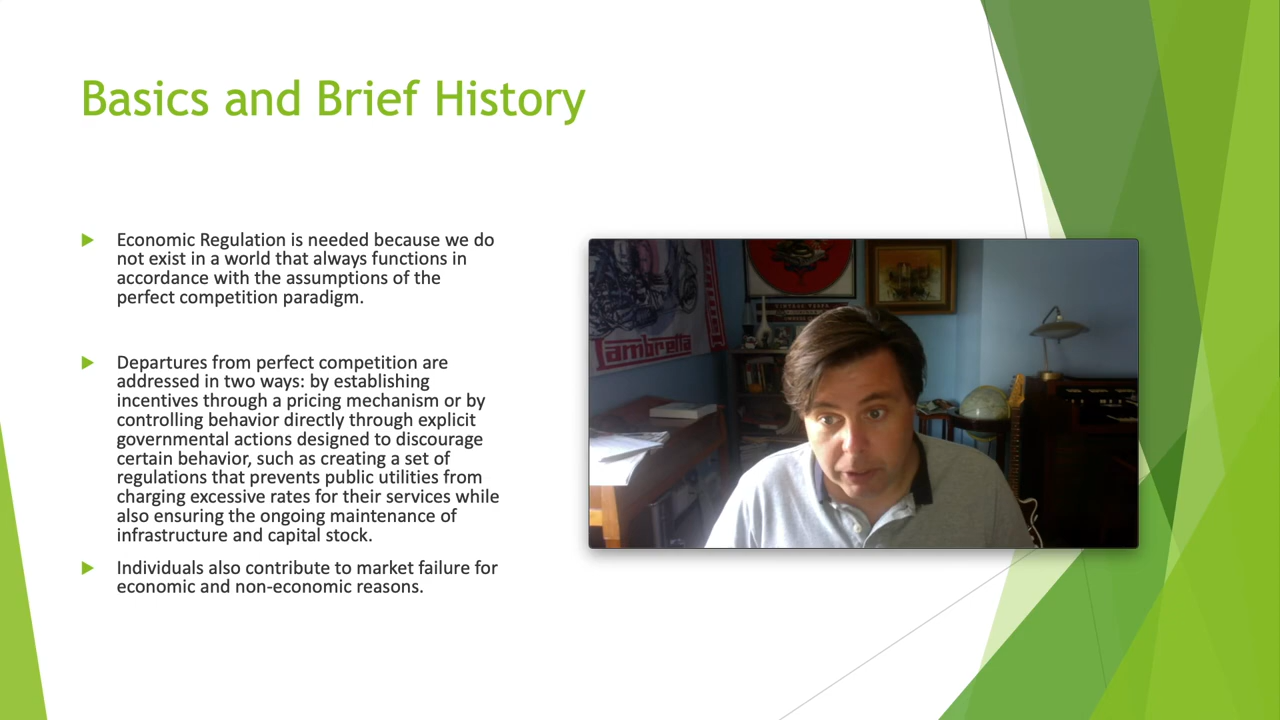 Basics and Brief History
Economic Regulation is needed because we do
not exist in a world that always functions in
accordance with the assumptions of the
perfect competition paradigm.
Departures from perfect competition are
addressed in two ways: by establishing
incentives through a pricing mechanism or by
controlling behavior directly through explicit
governmental actions designed to discourage
certain behavior, such as creating a set of
regulations that prevents public utilities from
charging excessive rates for their services while
also ensuring the ongoing maintenance of
infrastructure and capital stock.
Individuals also contribute to market failure for
economic and non-economic reasons.
Lambretta